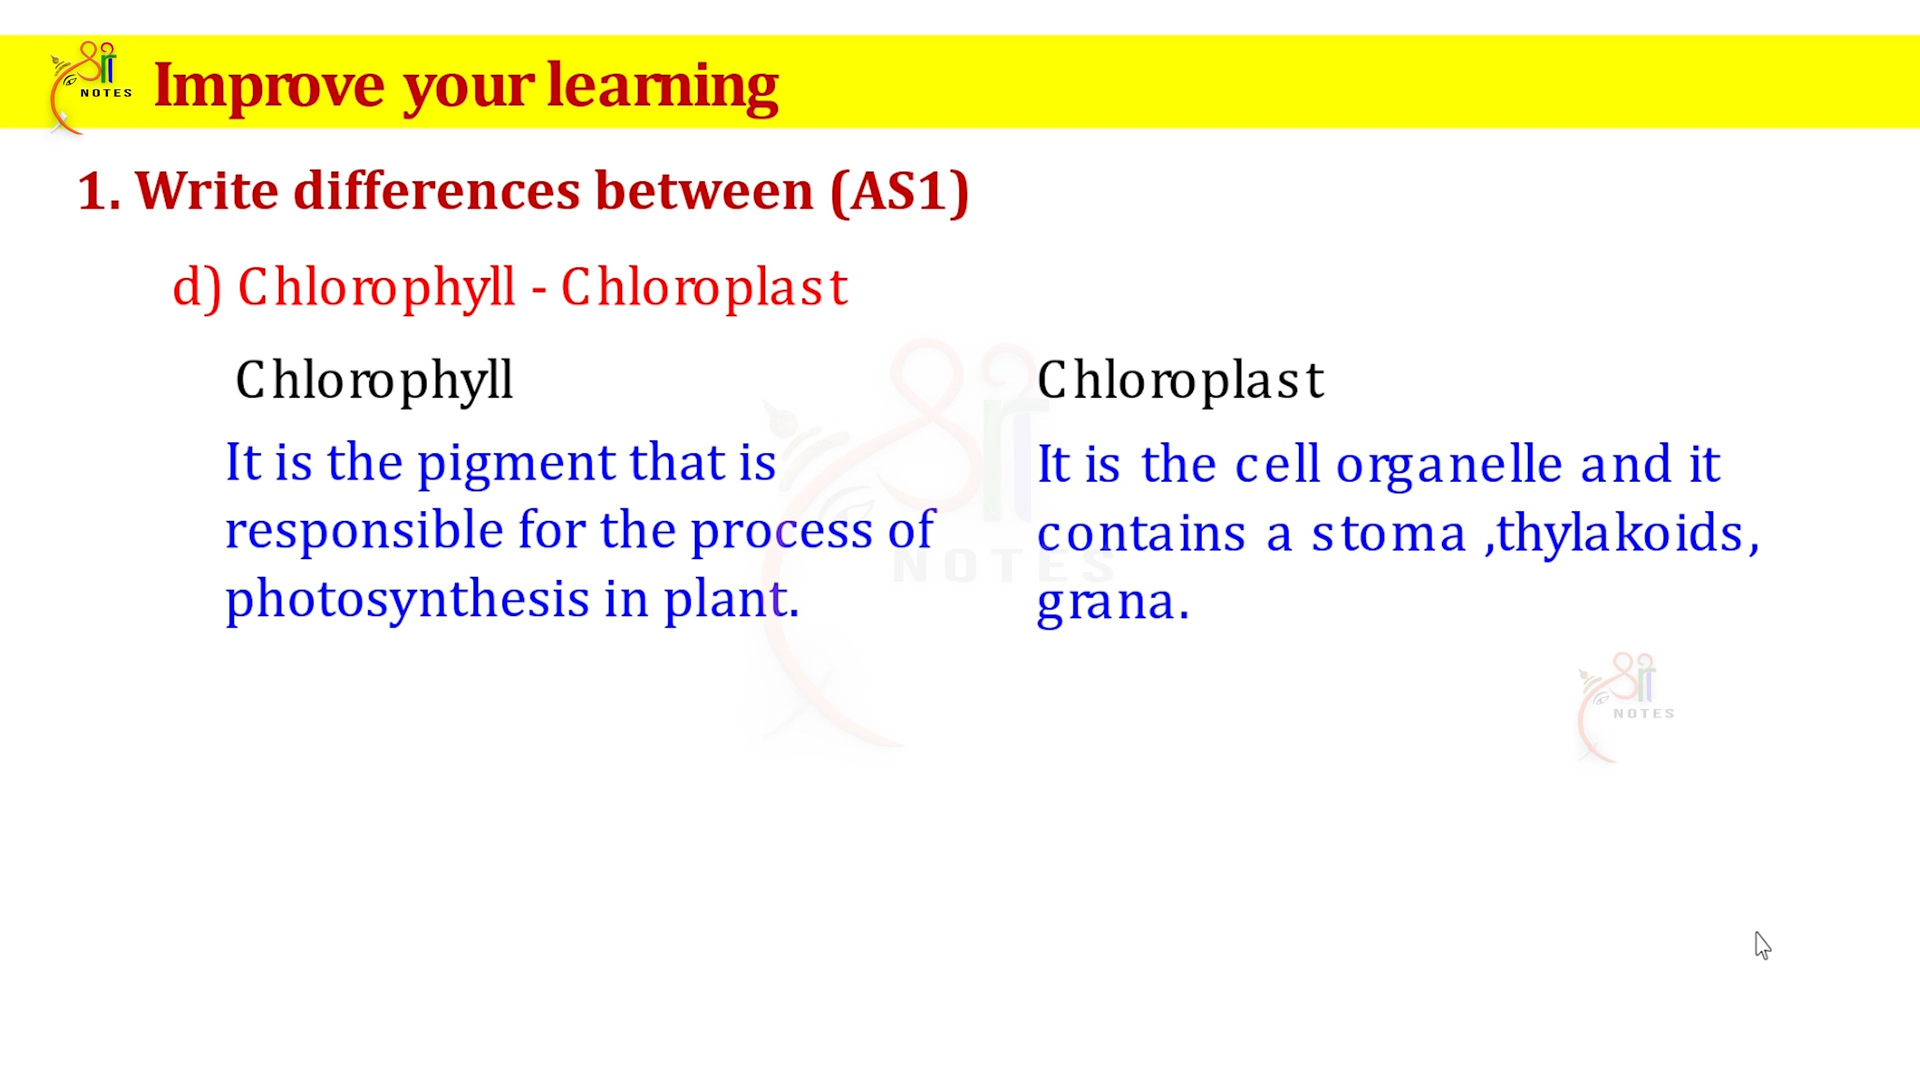 NOTES
Improve your learning
1. Write differences between (AS1)
d) Chlorophyll - Chloroplast
Chlorophyll
It is the pigment that is
responsible for the process of
photosynthesis in plant.
Chloroplast
It is the cell organelle and it
contains a stoma ,thylakoids,
grana.
NOTES
NOTES